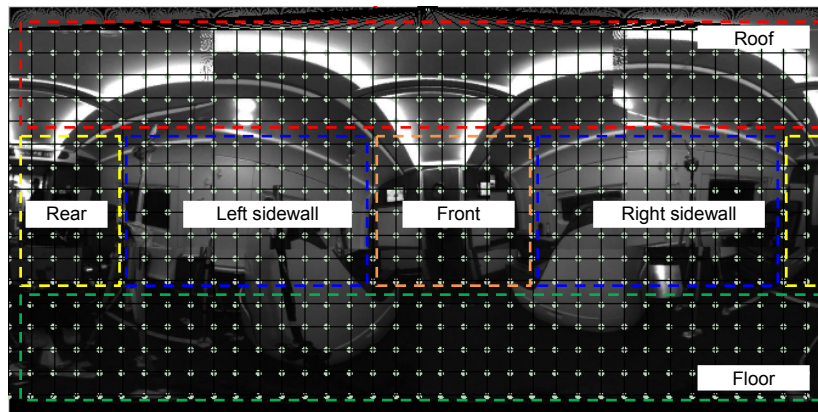 Roof
Rear
Left sidewall
Front
Right sidewall
Floor